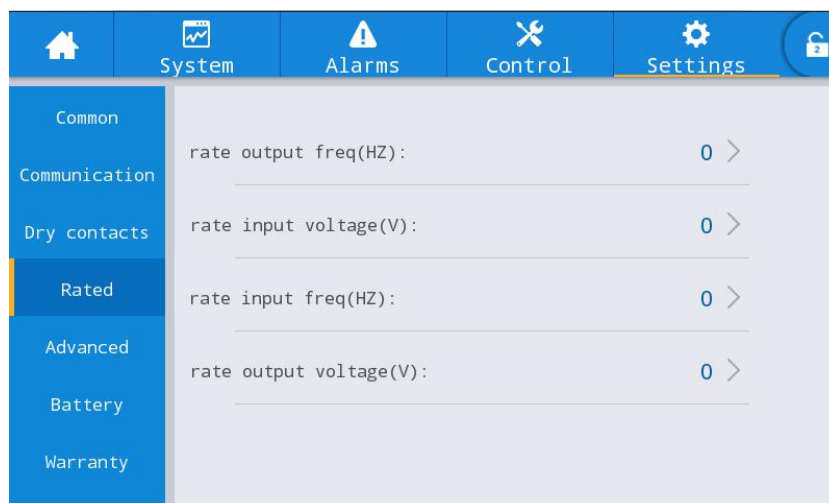 System
Alarms
Control
Settings
2
Common
Communication
Dry contacts
Rated
Advanced
Battery
Warranty
rate output freq(HZ): 0
rate input voltage(V): 0
rate input freq(HZ): 0
rate output voltage(V): 0